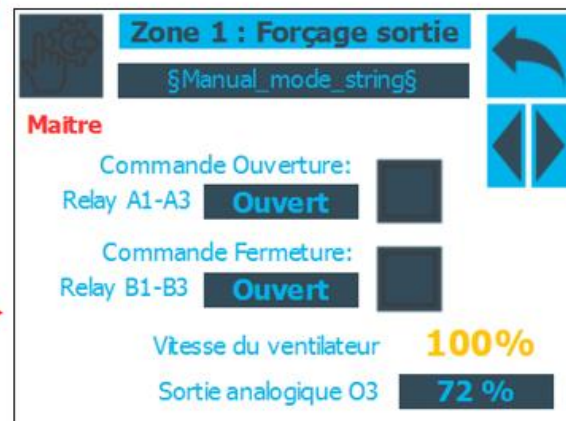 Zone 1 : Forçage sortie
§Manual_mode_string§
Maitre
Commande Ouverture:
Relay A1-A3 Ouvert
Commande Fermeture:
Relay B1-B3 Ouvert
Vitesse du ventilateur 100%
Sortie analogique O3 72 %